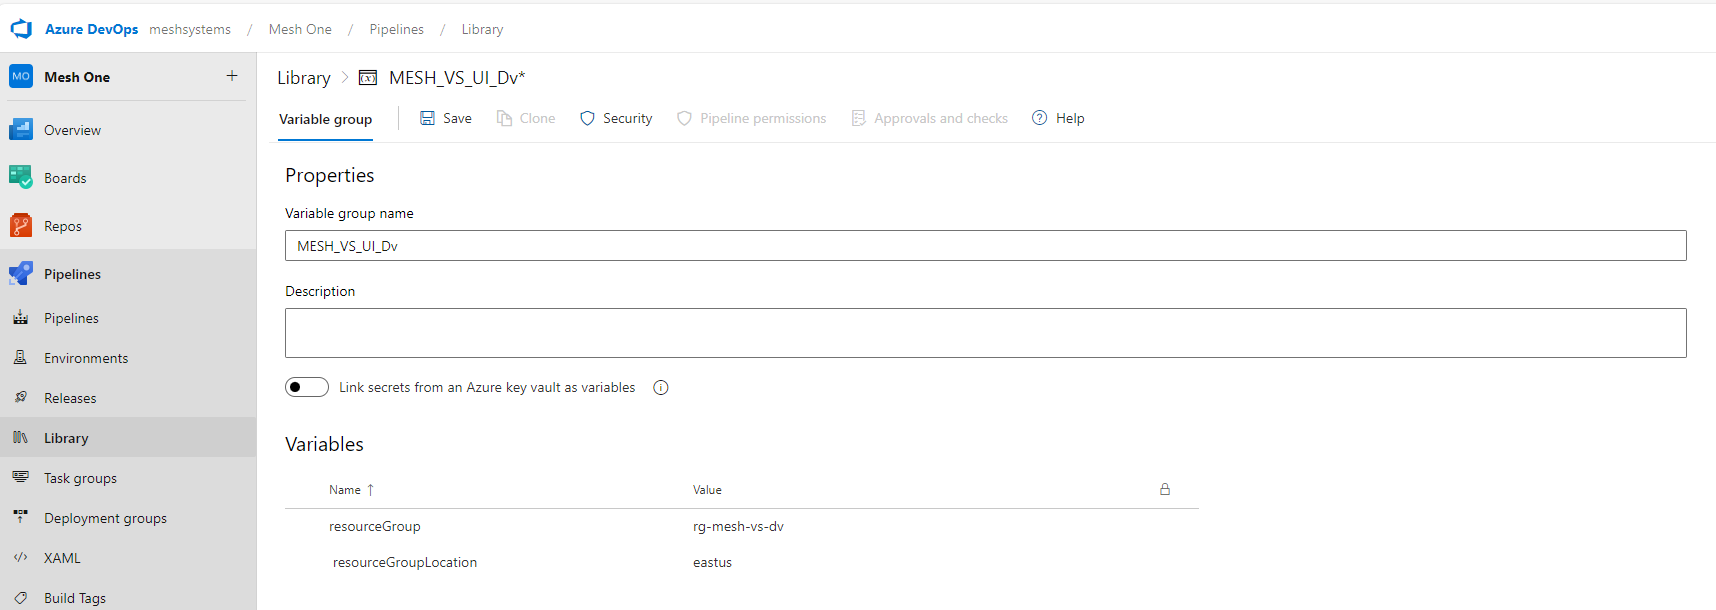 Azure DevOps meshsystems / Mesh One / Pipelines / Library
MO Mesh One +
Overview
Boards
Repos
Pipelines
Pipelines
Environments
Releases
Library
Task groups
Deployment groups
XAML
Build Tags
Library > MESH_VS_UI_Dv*
Variable group Save Clone Security Pipeline permissions Approvals and checks Help
Properties
Variable group name
MESH_VS_UI_Dv
Description
Link secrets from an Azure key vault as variables
Variables
Name ↑ Value
resourceGroup rg-mesh-vs-dv
resourceGroupLocation eastus